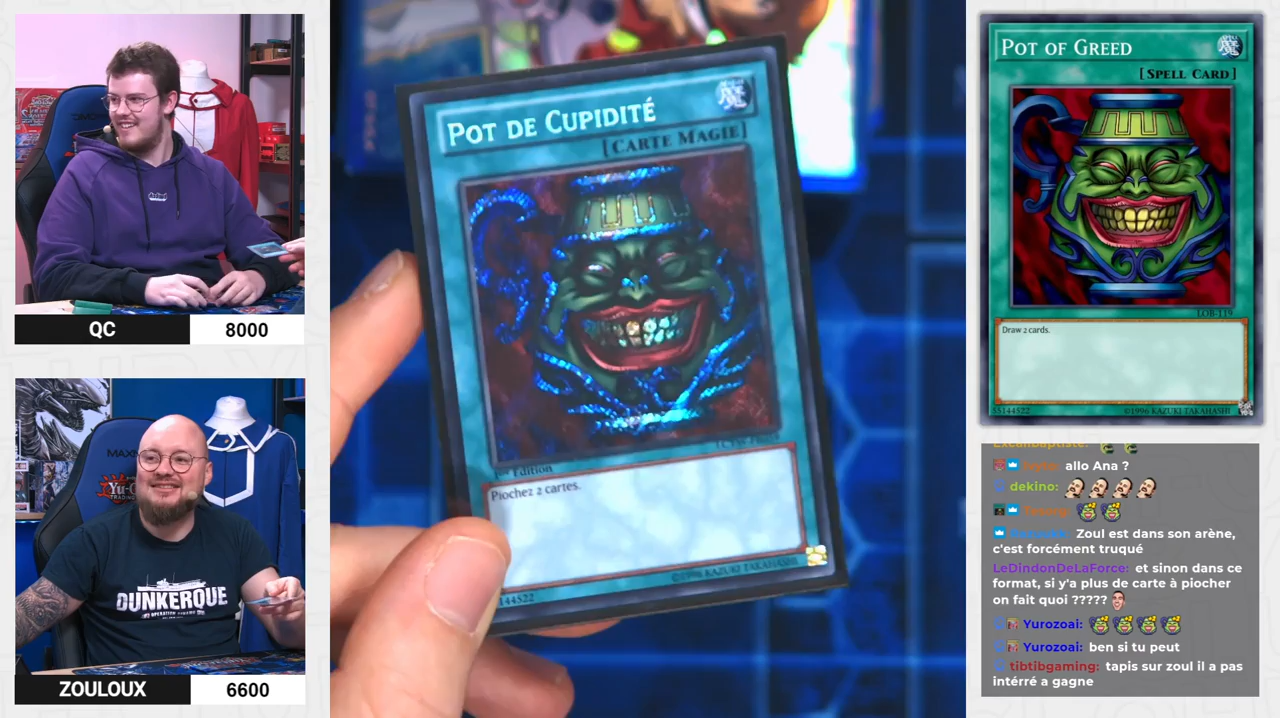 QC 8000
DUNKERQUE
ZOULOUX 6600
POT DE CUPIDITÉ
[CARTE MAGIE]
1ère Edition
Piochez 2 cartes.
©1996 KAZUKI TAKAHASHI
POT OF GREED
[SPELL CARD]
LOB-119
Draw 2 cards.
55144522 ©1996 KAZUKI TAKAHASHI
allo Ana ?
dekino:
Zoul est dans son arène,
c'est forcément truqué
LeDindonDeLaForce: et sinon dans ce
format, si y'a plus de carte à piocher
on fait quoi ?????
Yurozoai:
Yurozoai: ben si tu peut
tibtibgaming: tapis sur zoul il a pas
intérré a gagne